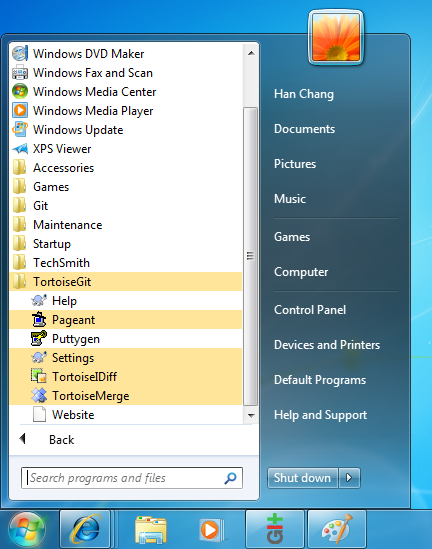 Windows DVD Maker
Windows Fax and Scan
Windows Media Center
Windows Media Player
Windows Update
XPS Viewer
Accessories
Games
Git
Maintenance
Startup
TechSmith
TortoiseGit
Help
Pageant
Puttygen
Settings
TortoiseIDiff
TortoiseMerge
Website
Back
Search programs and files
Han Chang
Documents
Pictures
Music
Games
Computer
Control Panel
Devices and Printers
Default Programs
Help and Support
Shut down